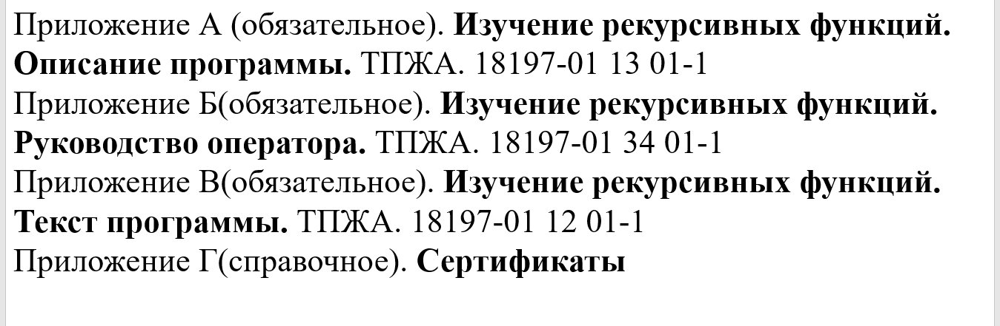 Приложение А (обязательное). Изучение рекурсивных функций.
Описание программы. ТПЖА. 18197-01 13 01-1
Приложение Б(обязательное). Изучение рекурсивных функций.
Руководство оператора. ТПЖА. 18197-01 34 01-1
Приложение В(обязательное). Изучение рекурсивных функций.
Текст программы. ТПЖА. 18197-01 12 01-1
Приложение Г(справочное). Сертификаты